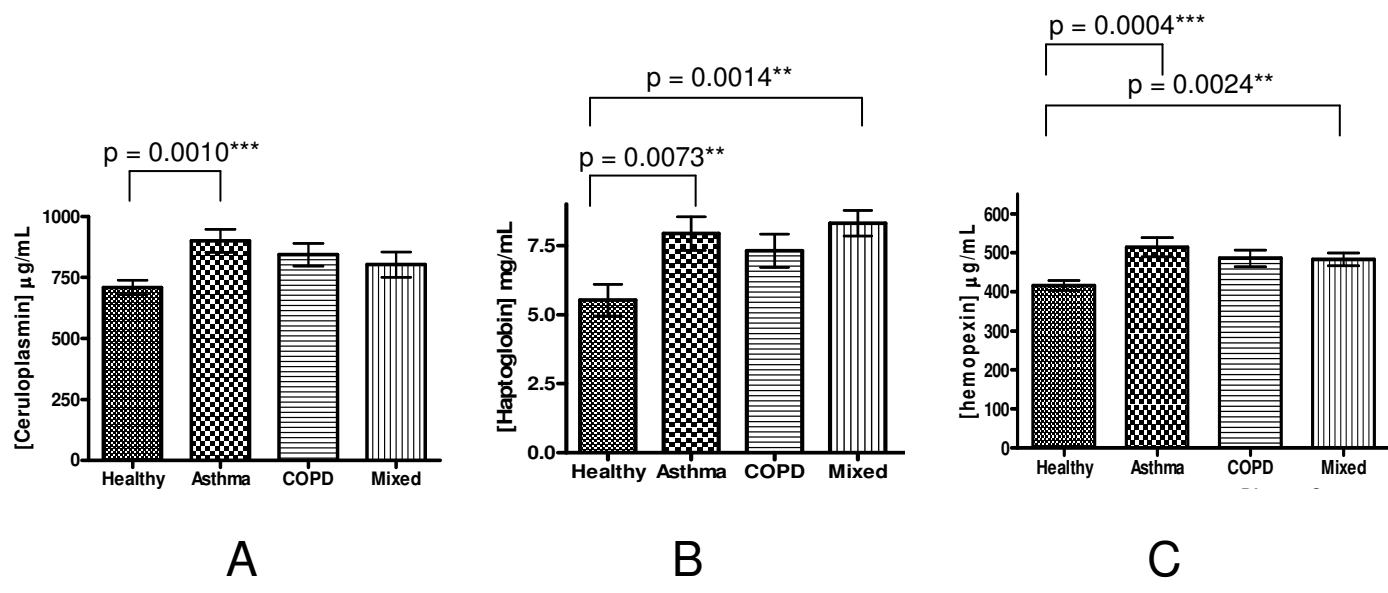 p = 0.0010***
[Ceruloplasmin] µg/mL
1000
750
500
250
0
Healthy Asthma COPD Mixed
A
p = 0.0014**
p = 0.0073**
[Haptoglobin] mg/mL
7.5
5.0
2.5
0.0
Healthy Asthma COPD Mixed
B
p = 0.0004***
p = 0.0024**
[hemopexin] µg/mL
600
500
400
300
200
100
0
Healthy Asthma COPD Mixed
C